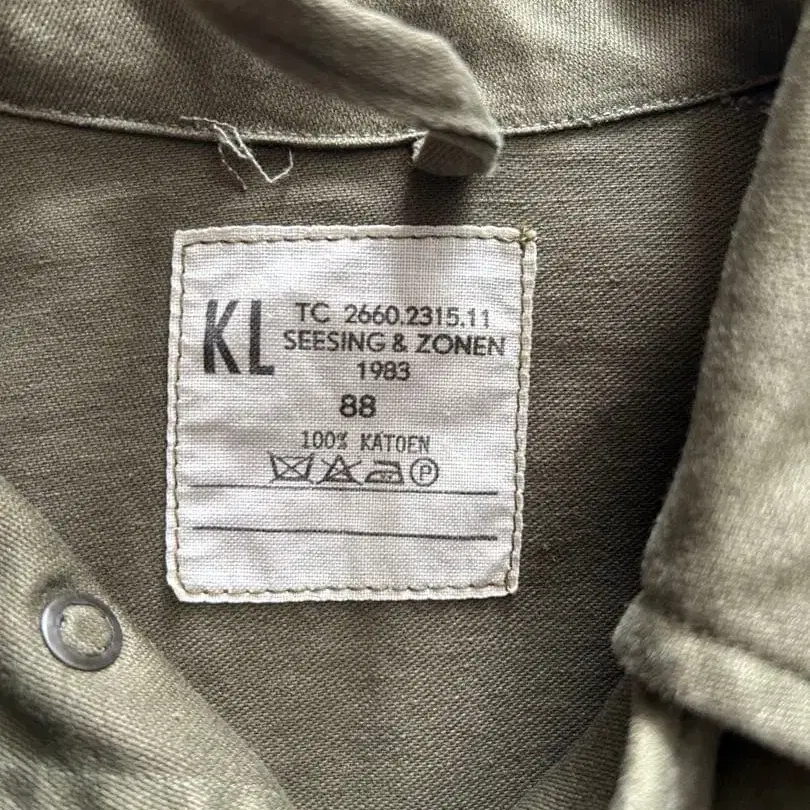 KL TC 2660.2315.11
SEESING & ZONEN
1983
88
100% KATOEN
P